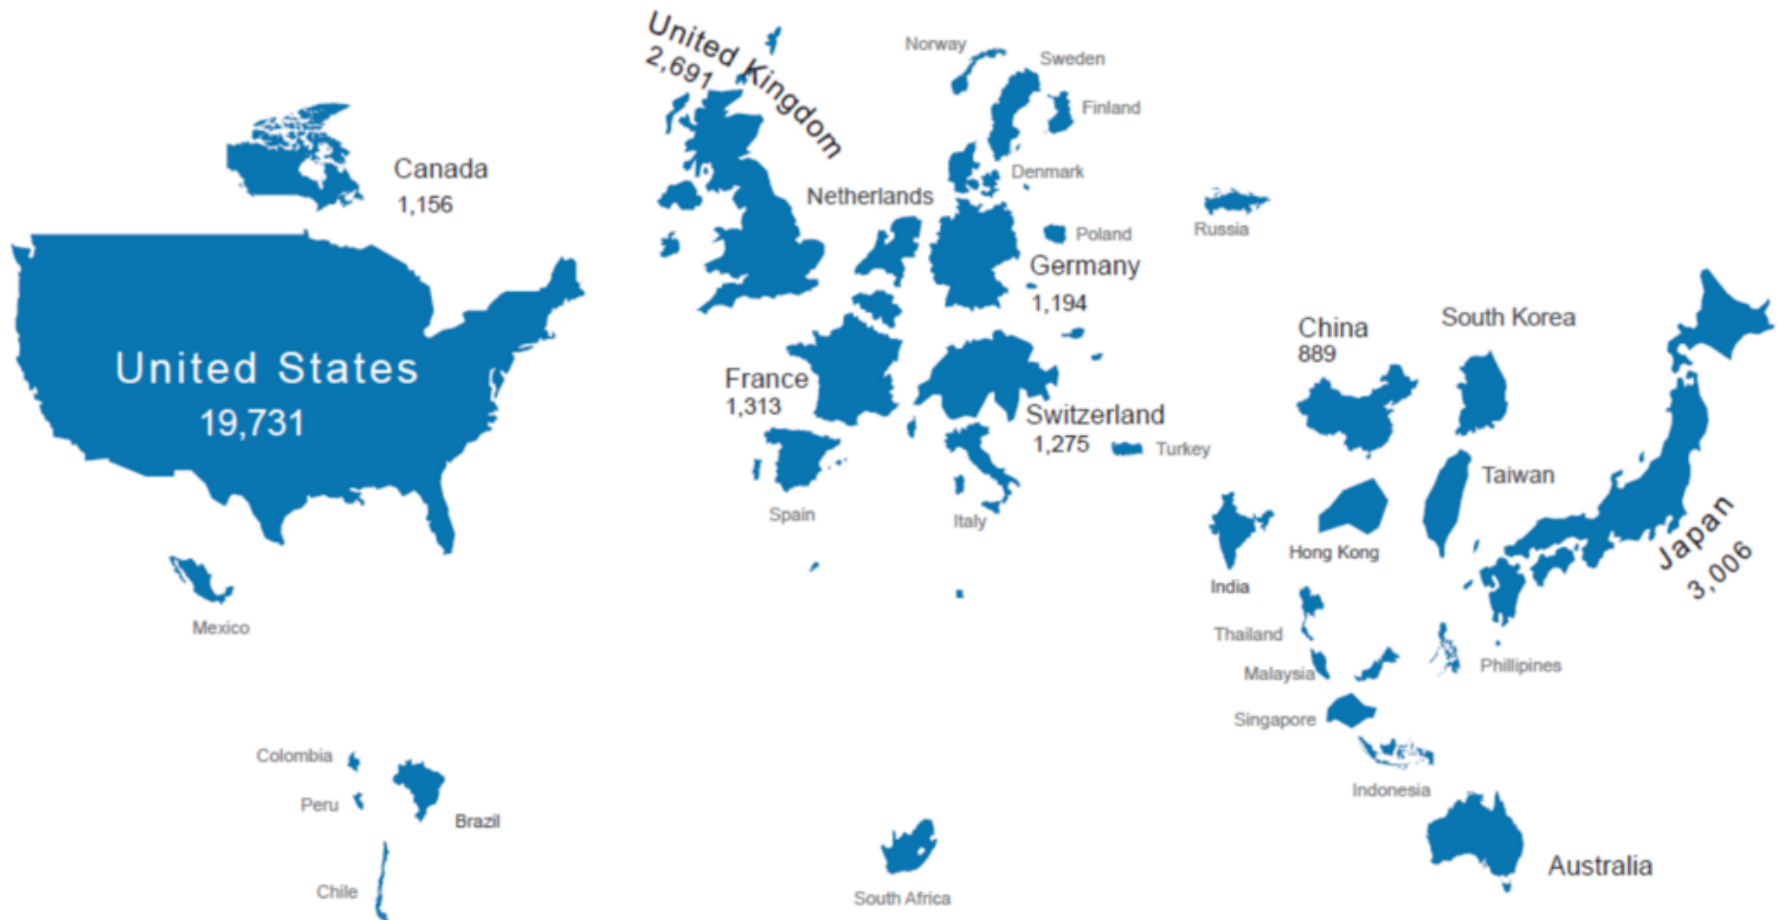 United Kingdom
2,691
Norway
Sweden
Finland
Denmark
Canada
1,156
Netherlands
Poland
Russia
Germany
1,194
United States
19,731
France
1,313
Switzerland
1,275
Turkey
China
889
South Korea
Taiwan
Japan
3,006
Spain
Italy
Hong Kong
India
Mexico
Thailand
Malaysia
Phillipines
Singapore
Indonesia
Colombia
Peru
Brazil
Chile
South Africa
Australia